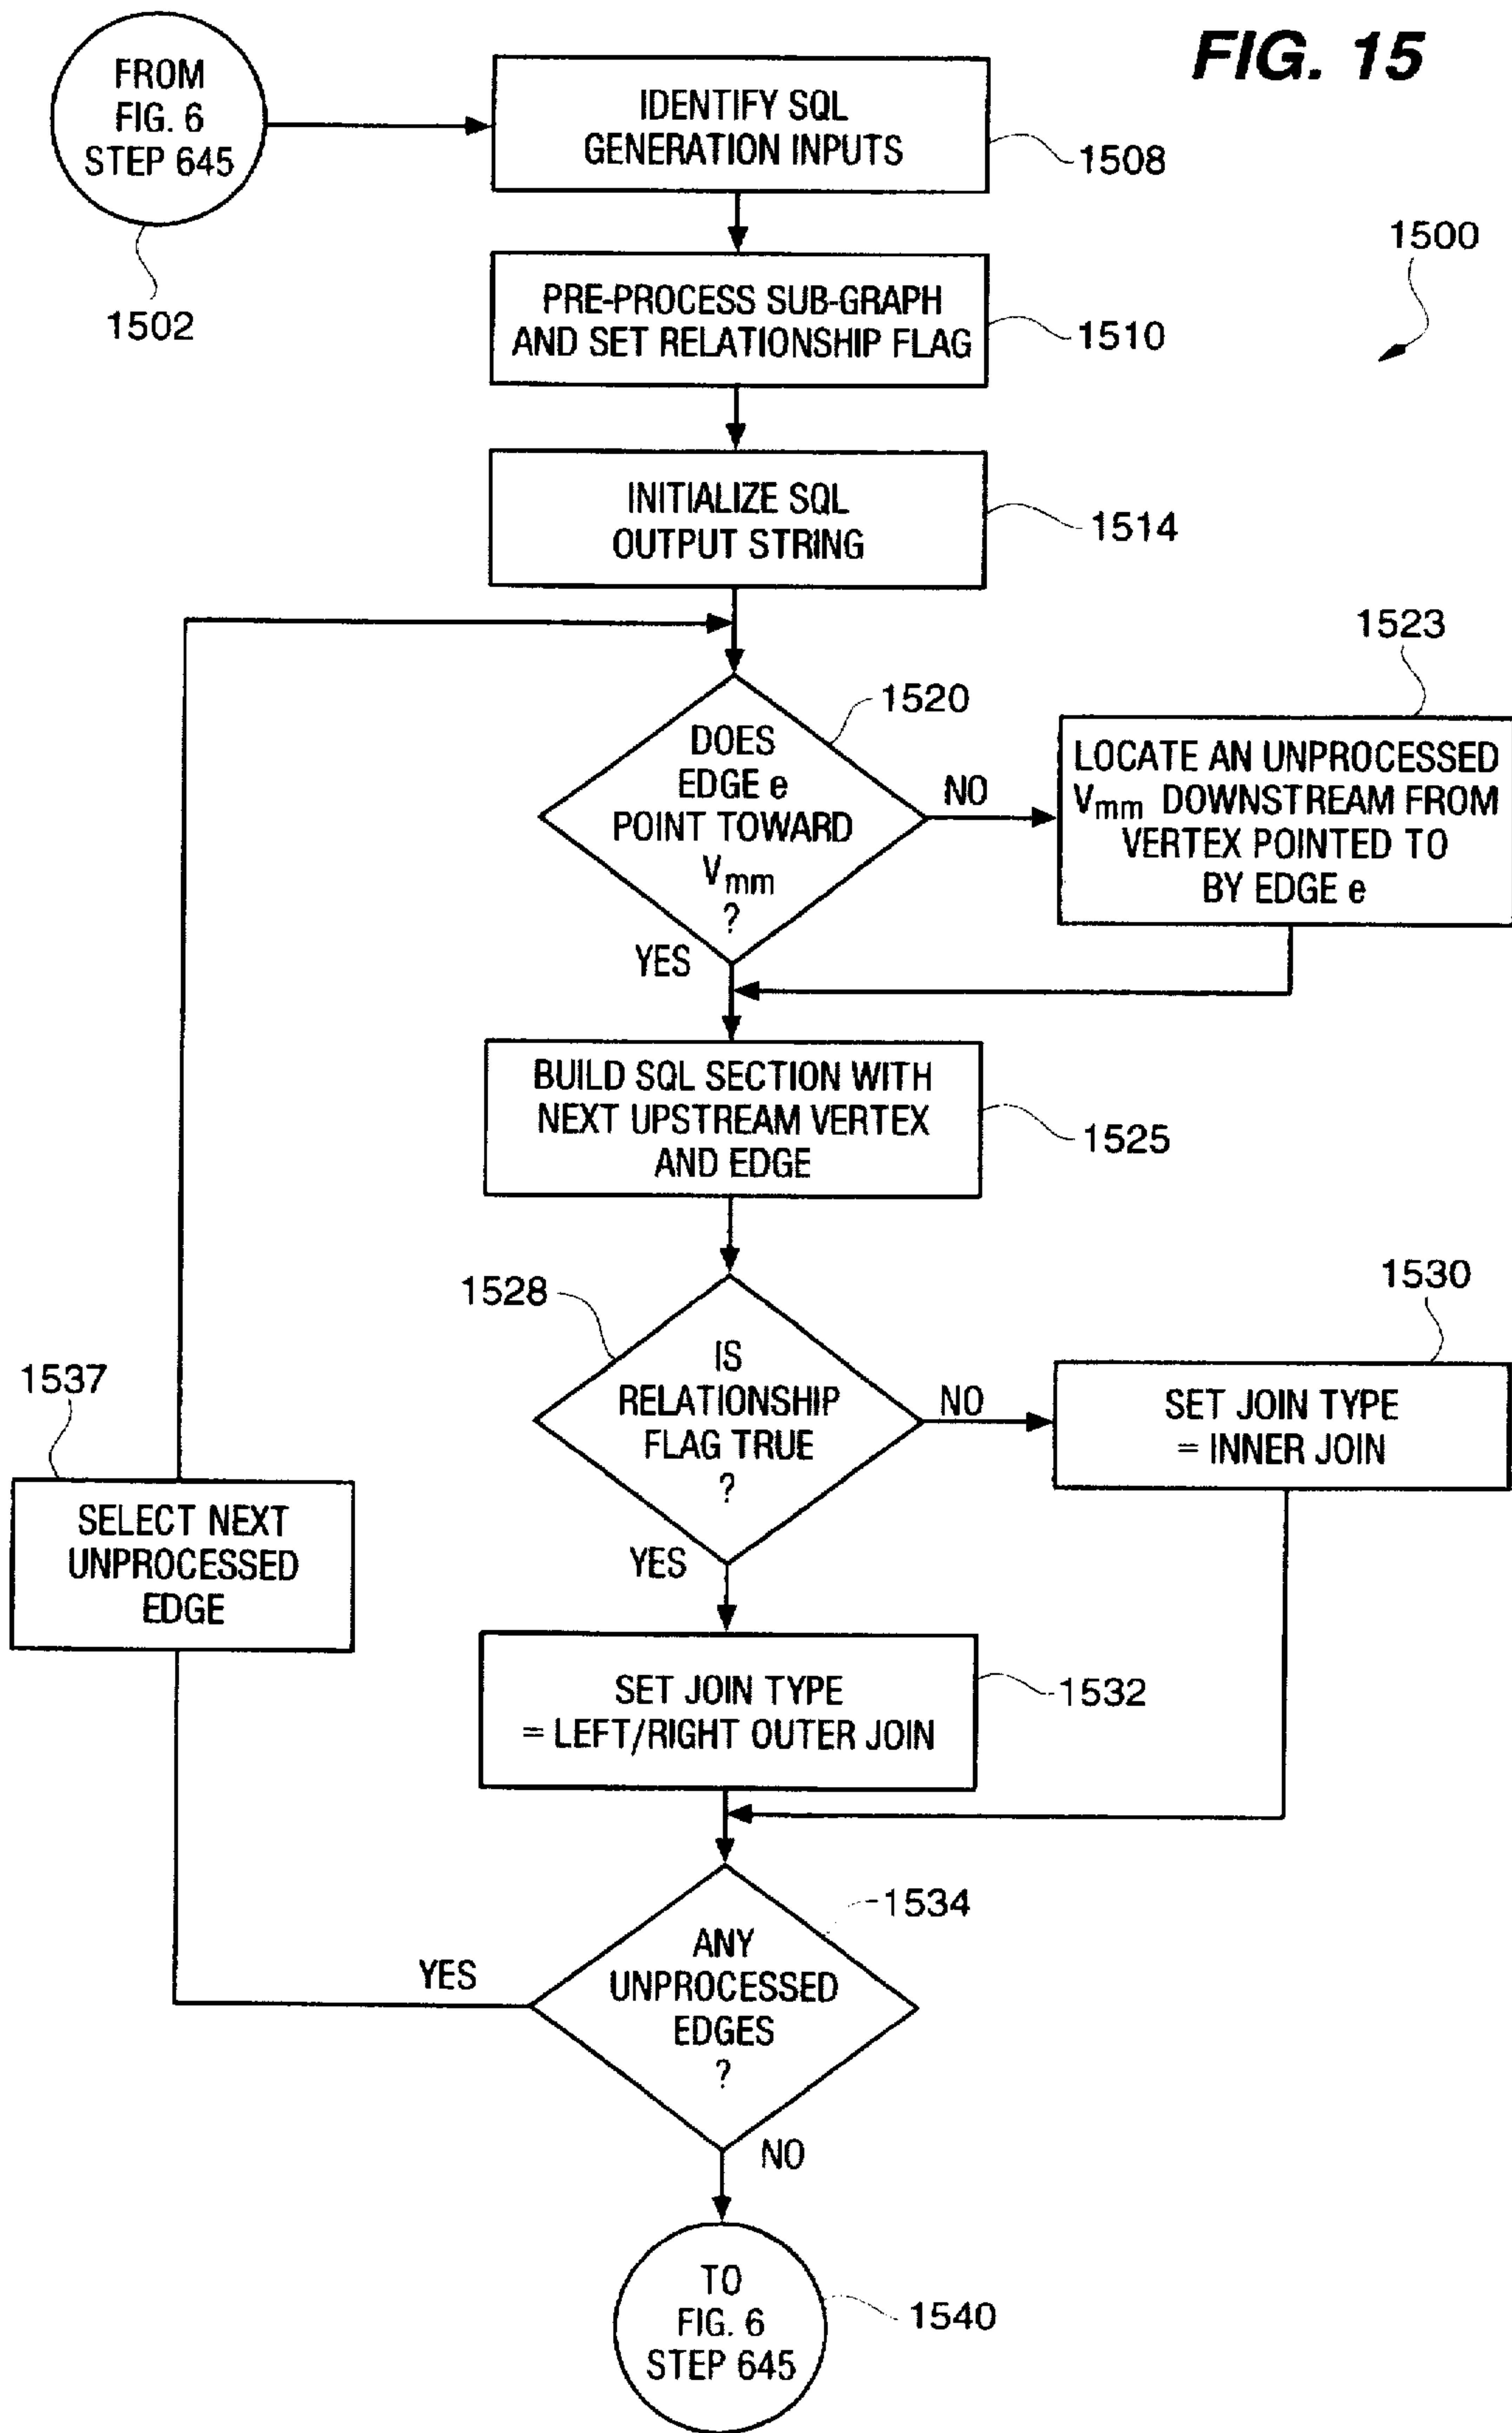 FIG. 15
FROM
FIG. 6
STEP 645
1502
IDENTIFY SQL
GENERATION INPUTS
1508
1500
PRE-PROCESS SUB-GRAPH
AND SET RELATIONSHIP FLAG
1510
INITIALIZE SQL
OUTPUT STRING
1514
DOES
EDGE e
POINT TOWARD
Vmm
?
1520
NO
YES
1523
LOCATE AN UNPROCESSED
Vmm DOWNSTREAM FROM
VERTEX POINTED TO
BY EDGE e
BUILD SQL SECTION WITH
NEXT UPSTREAM VERTEX
AND EDGE
1525
1528
IS
RELATIONSHIP
FLAG TRUE
?
NO
YES
1530
SET JOIN TYPE
= INNER JOIN
1537
SELECT NEXT
UNPROCESSED
EDGE
SET JOIN TYPE
= LEFT/RIGHT OUTER JOIN
1532
1534
ANY
UNPROCESSED
EDGES
?
YES
NO
TO
FIG. 6
STEP 645
1540